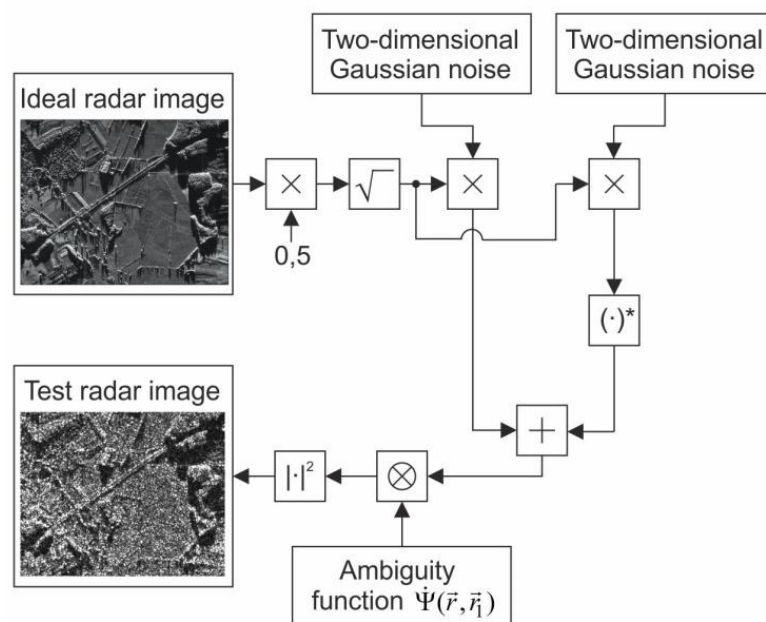 Two-dimensional
Gaussian noise
Two-dimensional
Gaussian noise
Ideal radar image
×
√
×
×
0,5
(·)*
Test radar image
+
|·|²
⊗
Ambiguity
function Ψ̇(r⃗, r⃗₁)